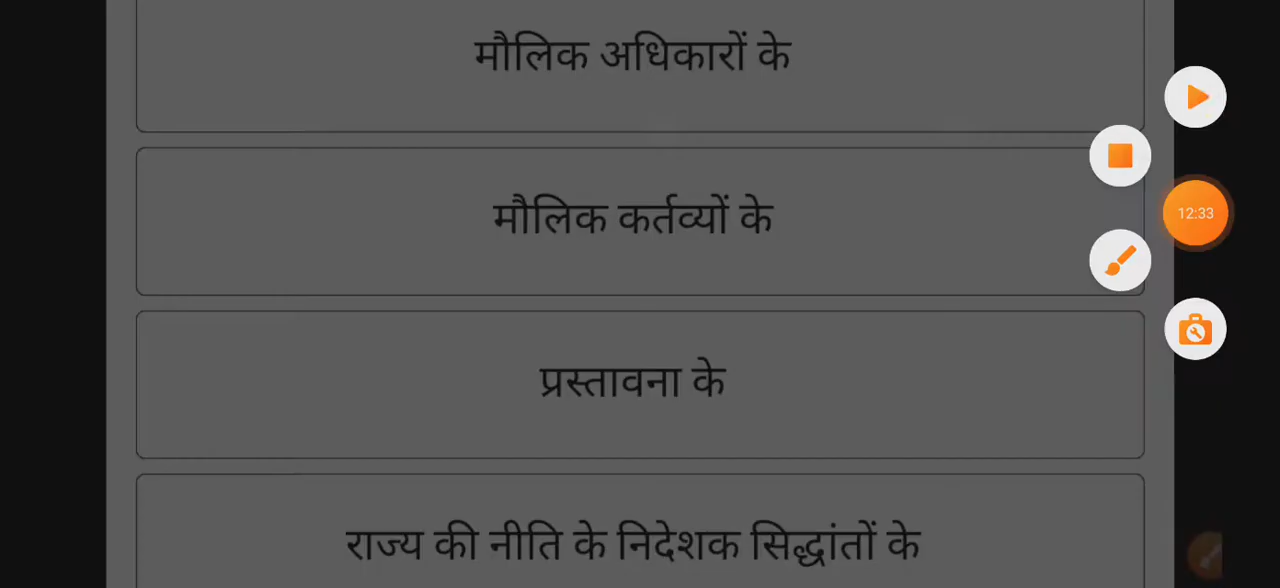 मौलिक अधिकारों के
मौलिक कर्तव्यों के
12:33
प्रस्तावना के
राज्य की नीति के निदेशक सिद्धांतों के